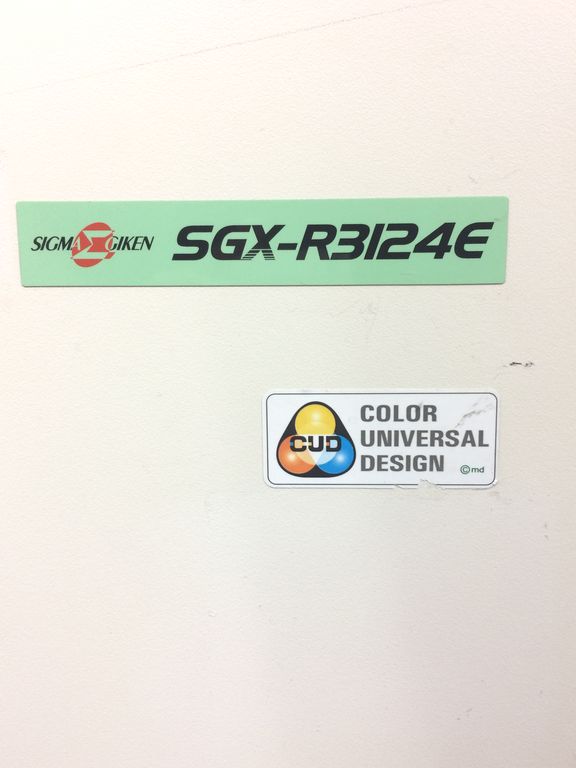 SIGMA Σ GIKEN SGX-R3124E
CUD
COLOR
UNIVERSAL
DESIGN ©md